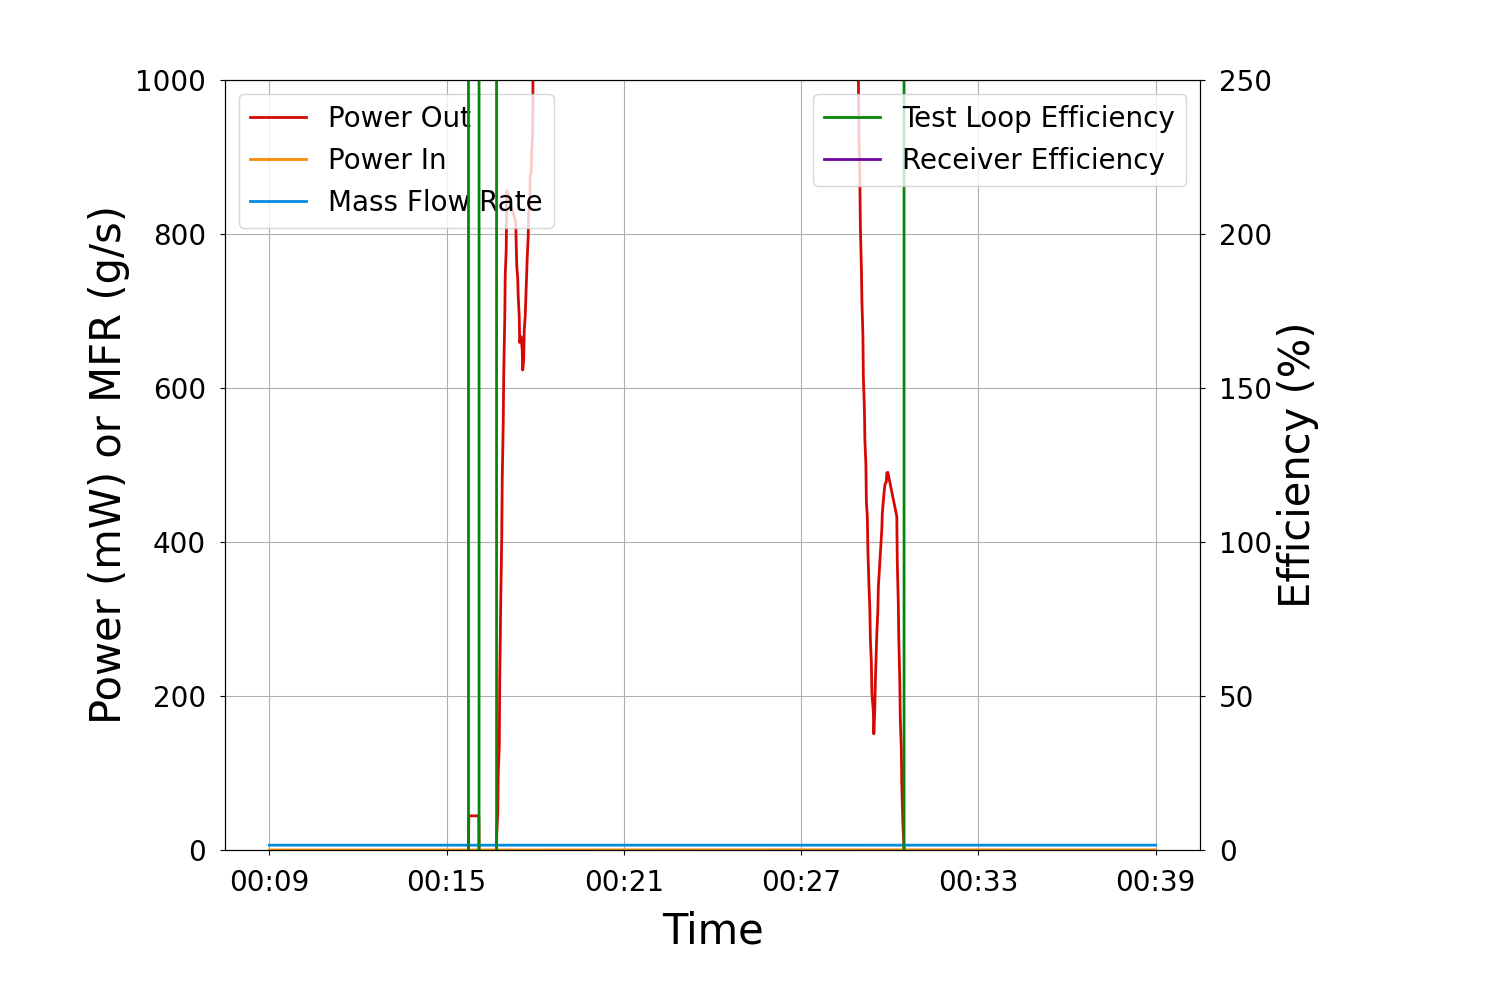 1000
800
600
400
200
0
Power (mW) or MFR (g/s)
Power Out
Power In
Mass Flow Rate
Test Loop Efficiency
Receiver Efficiency
250
200
150
100
50
0
Efficiency (%)
00:09 00:15 00:21 00:27 00:33 00:39
Time